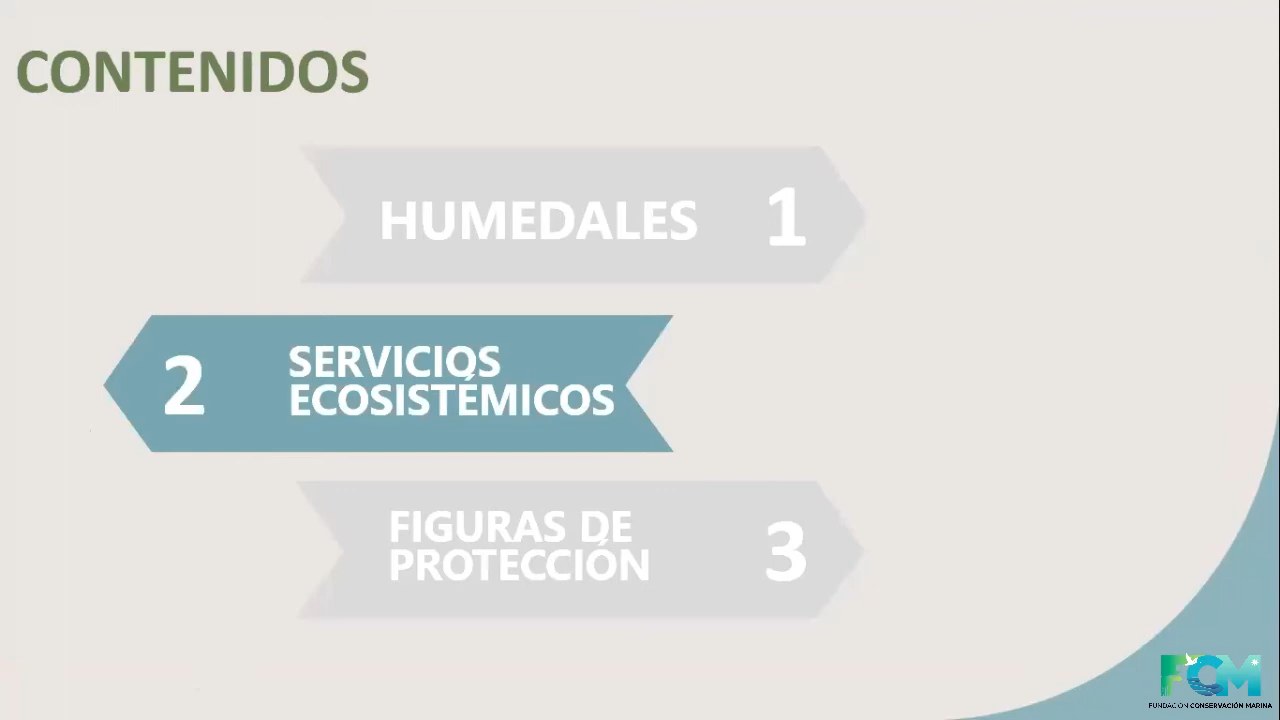 CONTENIDOS
HUMEDALES 1
2 SERVICIOS
ECOSISTÉMICOS
FIGURAS DE
PROTECCIÓN 3
FCM
FUNDACIÓN CONSERVACIÓN MARINA